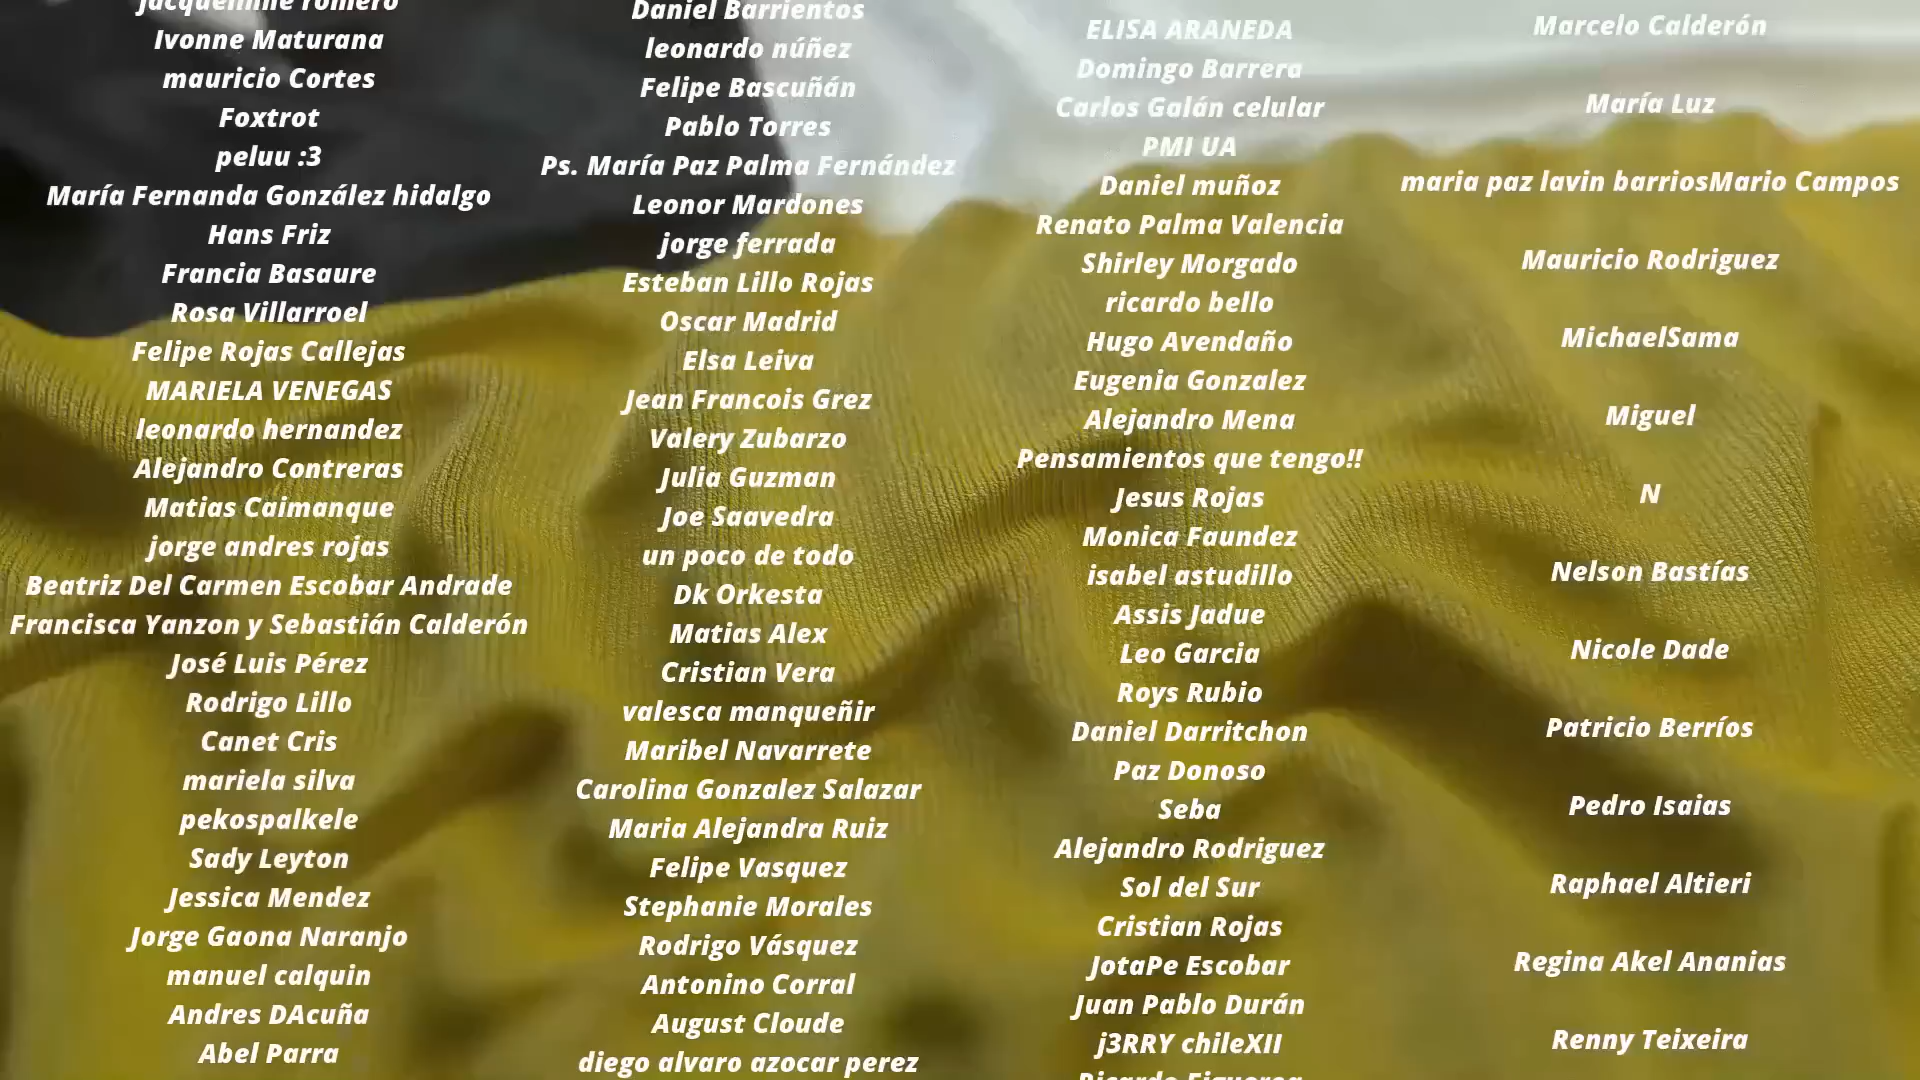 jacquelinne romero
Ivonne Maturana
mauricio Cortes
Foxtrot
peluu :3
María Fernanda González hidalgo
Hans Friz
Francia Basaure
Rosa Villarroel
Felipe Rojas Callejas
MARIELA VENEGAS
leonardo hernandez
Alejandro Contreras
Matias Caimanque
jorge andres rojas
Beatriz Del Carmen Escobar Andrade
Francisca Yanzon y Sebastián Calderón
José Luis Pérez
Rodrigo Lillo
Canet Cris
mariela silva
pekospalkele
Sady Leyton
Jessica Mendez
Jorge Gaona Naranjo
manuel calquin
Andres DAcuña
Abel Parra
Daniel Barrientos
leonardo núñez
Felipe Bascuñán
Pablo Torres
Ps. María Paz Palma Fernández
Leonor Mardones
jorge ferrada
Esteban Lillo Rojas
Oscar Madrid
Elsa Leiva
Jean Francois Grez
Valery Zubarzo
Julia Guzman
Joe Saavedra
un poco de todo
Dk Orkesta
Matias Alex
Cristian Vera
valesca manqueñir
Maribel Navarrete
Carolina Gonzalez Salazar
Maria Alejandra Ruiz
Felipe Vasquez
Stephanie Morales
Rodrigo Vásquez
Antonino Corral
August Cloude
diego alvaro azocar perez
ELISA ARANEDA
Domingo Barrera
Carlos Galán celular
PMI UA
Daniel muñoz
Renato Palma Valencia
Shirley Morgado
ricardo bello
Hugo Avendaño
Eugenia Gonzalez
Alejandro Mena
Pensamientos que tengo!!
Jesus Rojas
Monica Faundez
isabel astudillo
Assis Jadue
Leo Garcia
Roys Rubio
Daniel Darritchon
Paz Donoso
Seba
Alejandro Rodriguez
Sol del Sur
Cristian Rojas
JotaPe Escobar
Juan Pablo Durán
j3RRY chileXII
Ricardo Figueroa
Marcelo Calderón
María Luz
maria paz lavin barriosMario Campos
Mauricio Rodriguez
MichaelSama
Miguel
N
Nelson Bastías
Nicole Dade
Patricio Berríos
Pedro Isaias
Raphael Altieri
Regina Akel Ananias
Renny Teixeira